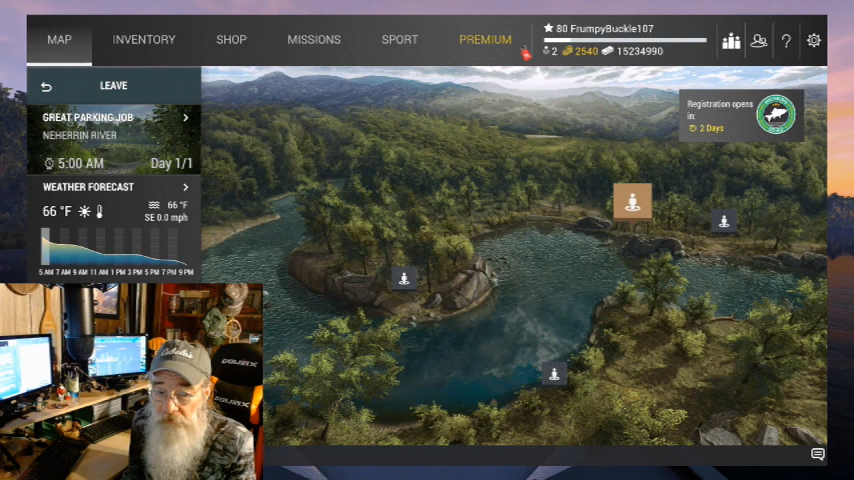 MAP
INVENTORY
SHOP
MISSIONS
SPORT
PREMIUM
80 FrumpyBuckle107
2 2540 15234990
?
LEAVE
GREAT PARKING JOB
NEHERRIN RIVER
5:00 AM Day 1/1
WEATHER FORECAST
66 °F
66 °F
SE 0.0 mph
5 AM 7 AM 9 AM 11 AM 1 PM 3 PM 5 PM 7 PM 9 PM
Registration opens
in:
2 Days
Cabela's